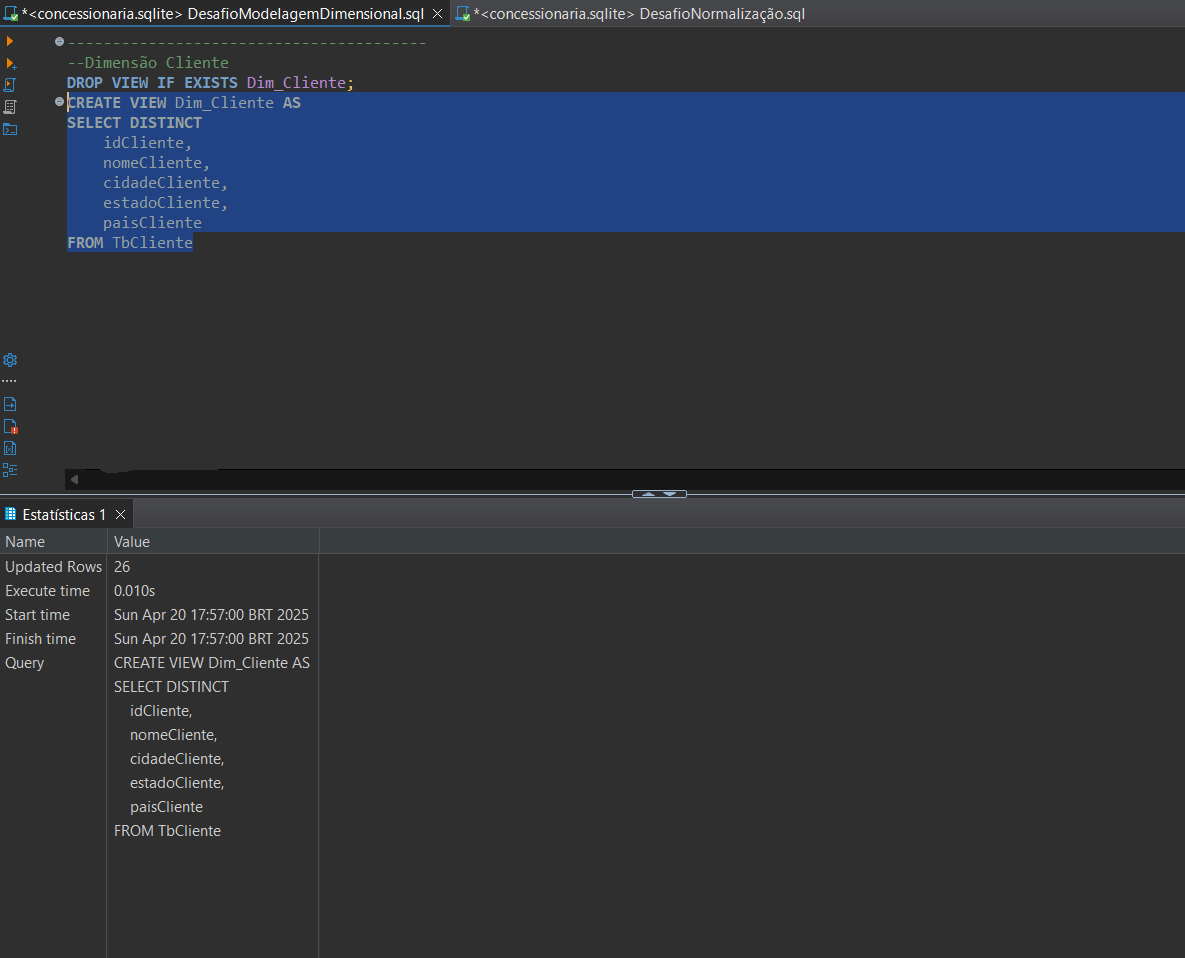 *<concessionaria.sqlite> DesafioModelagemDimensional.sql
*<concessionaria.sqlite> DesafioNormalização.sql
----------------------------------------
--Dimensão Cliente
DROP VIEW IF EXISTS Dim_Cliente;
CREATE VIEW Dim_Cliente AS
SELECT DISTINCT
    idCliente,
    nomeCliente,
    cidadeCliente,
    estadoCliente,
    paisCliente
FROM TbCliente
Estatísticas 1
Name Value
Updated Rows 26
Execute time 0.010s
Start time Sun Apr 20 17:57:00 BRT 2025
Finish time Sun Apr 20 17:57:00 BRT 2025
Query CREATE VIEW Dim_Cliente AS
SELECT DISTINCT
    idCliente,
    nomeCliente,
    cidadeCliente,
    estadoCliente,
    paisCliente
FROM TbCliente